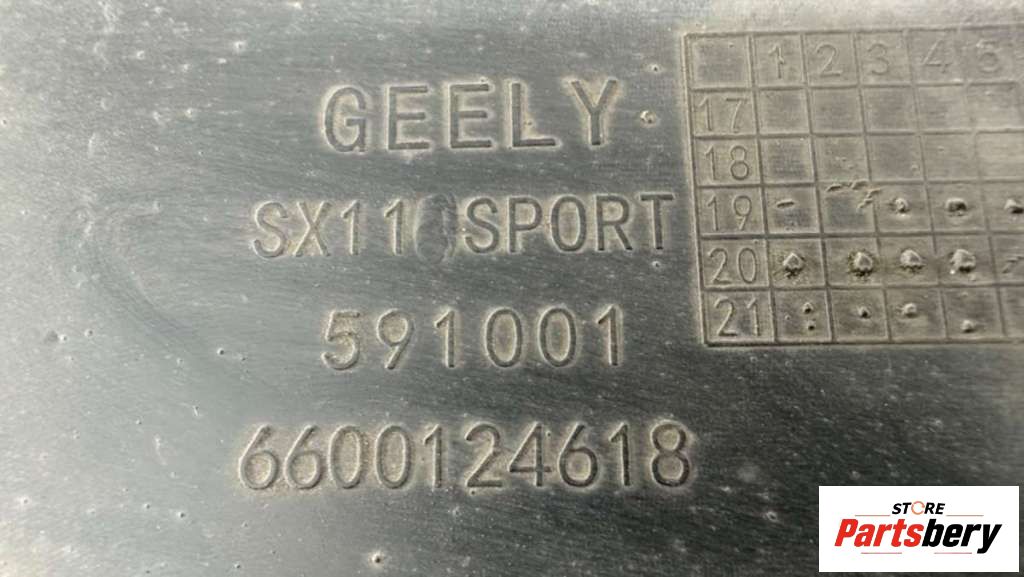 GEELY
SX11 SPORT
591001
6600124618
1 2 3 4 5
17
18
19
20
21
STORE
Partsbery